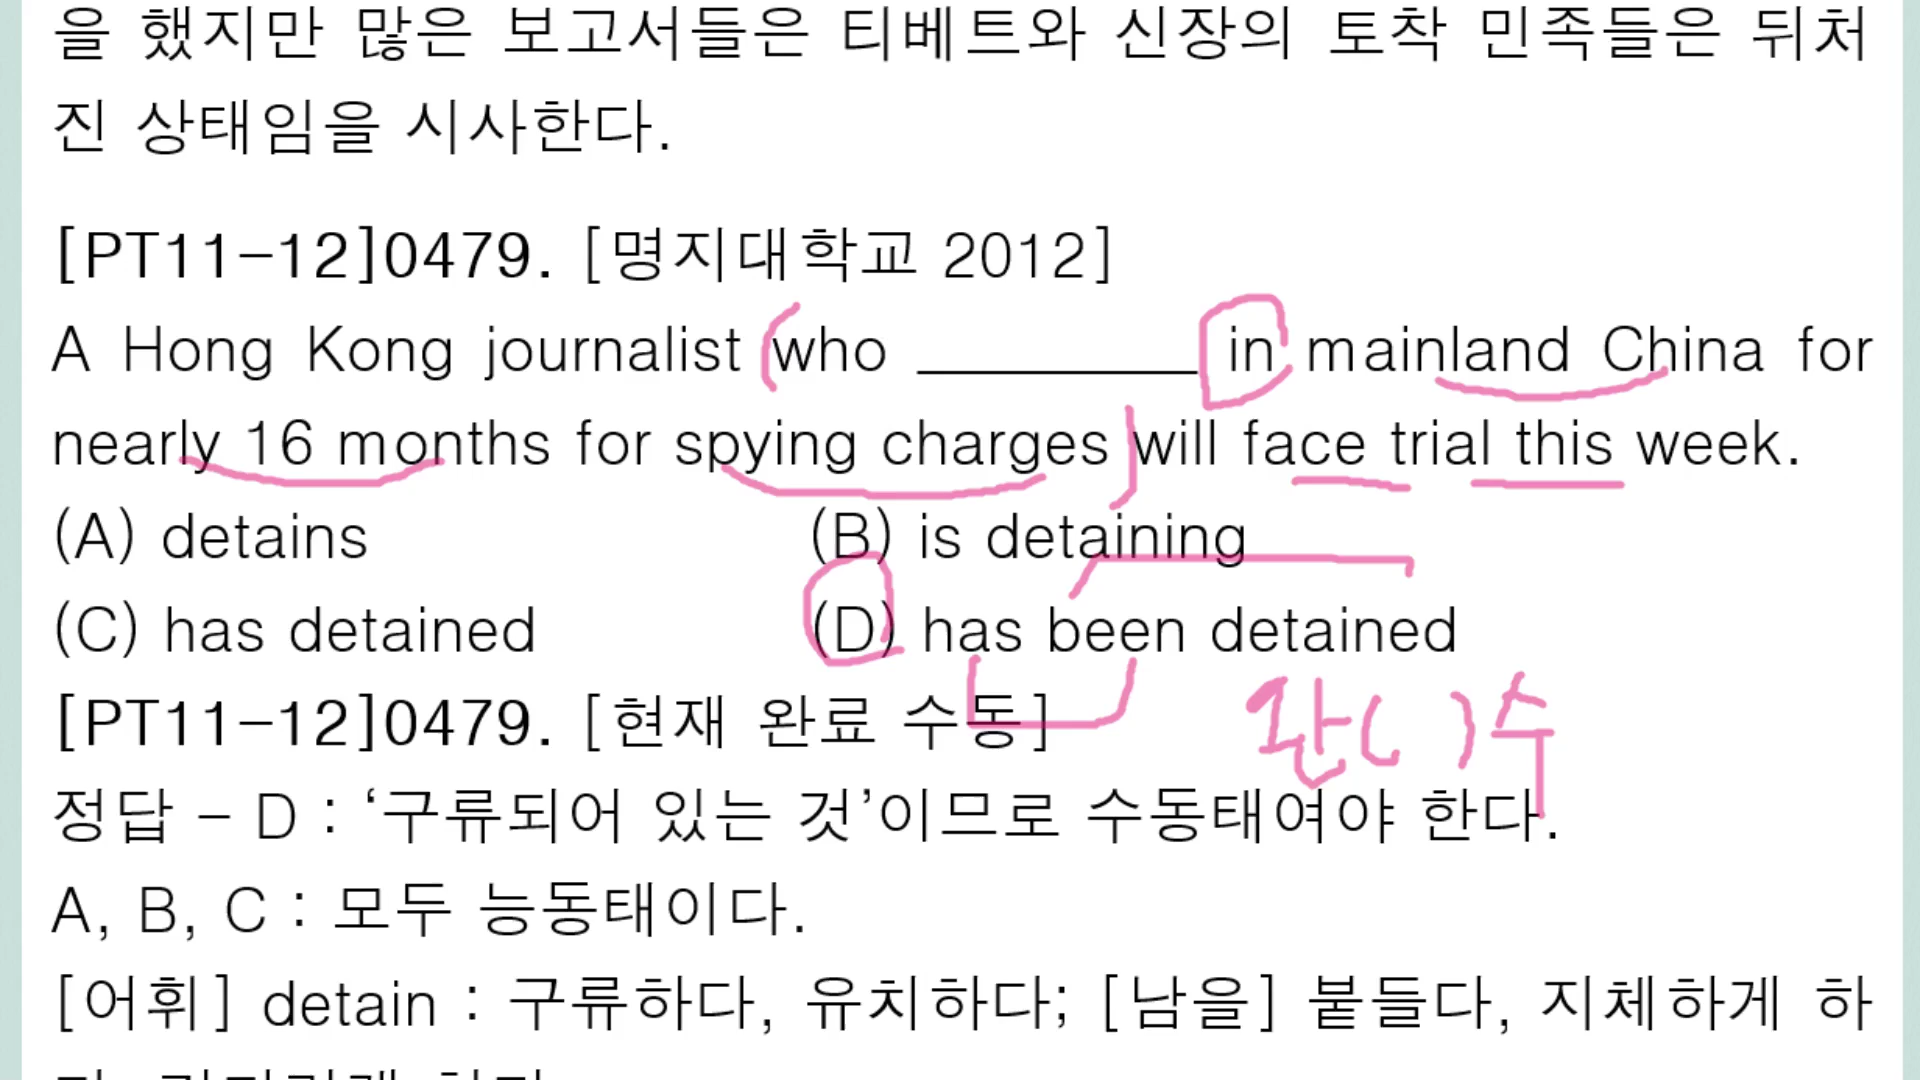 을 했지만 많은 보고서들은 티베트와 신장의 토착 민족들은 뒤처
진 상태임을 시사한다.
[PT11-12]0479. [명지대학교 2012]
A Hong Kong journalist who __________ in mainland China for
nearly 16 months for spying charges will face trial this week.
(A) detains (B) is detaining
(C) has detained (D) has been detained
[PT11-12]0479. [현재 완료 수동]
완( )수
정답 - D : ‘구류되어 있는 것’이므로 수동태여야 한다.
A, B, C : 모두 능동태이다.
[어휘] detain : 구류하다, 유치하다; [남을] 붙들다, 지체하게 하